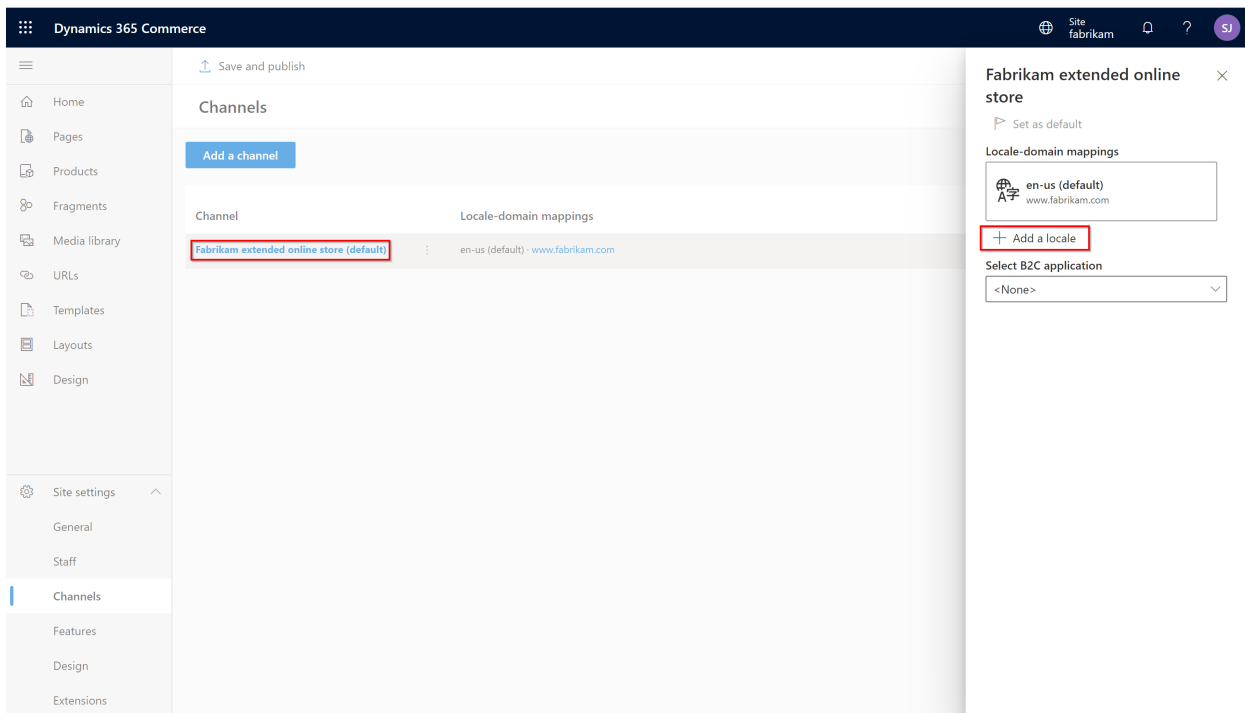 Dynamics 365 Commerce
Site
fabrikam
?
SJ
Save and publish
Home
Pages
Products
Fragments
Media library
URLs
Templates
Layouts
Design
Site settings
General
Staff
Channels
Features
Design
Extensions
Channels
Add a channel
Channel Locale-domain mappings
Fabrikam extended online store (default) en-us (default) - www.fabrikam.com
Fabrikam extended online
store
Set as default
Locale-domain mappings
A字
en-us (default)
www.fabrikam.com
Add a locale
Select B2C application
<None>